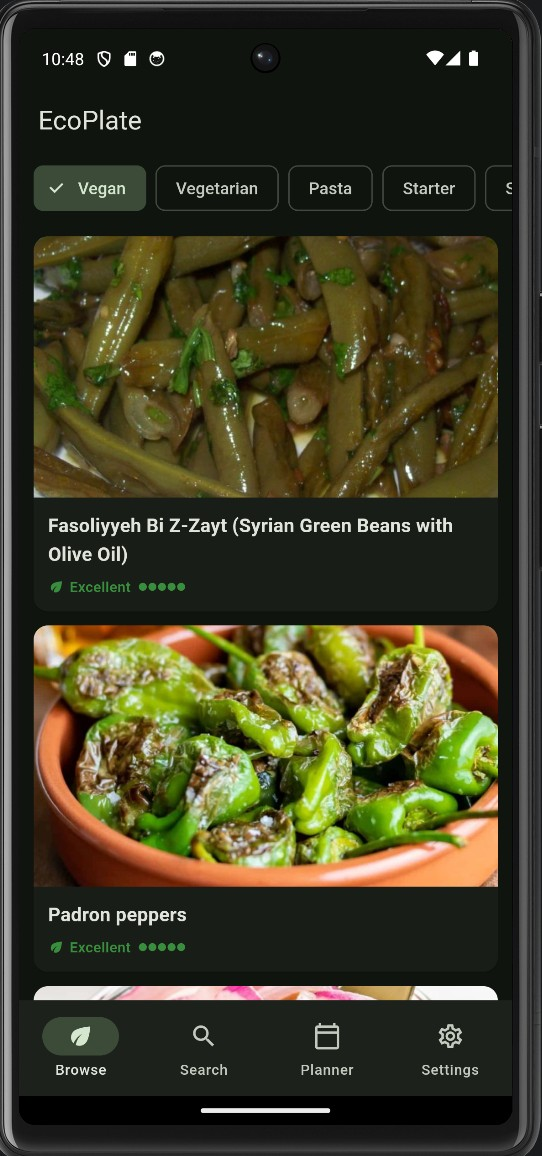 10:48
EcoPlate
Vegan
Vegetarian
Pasta
Starter
S
Fasoliyyeh Bi Z-Zayt (Syrian Green Beans with
Olive Oil)
Excellent
Padron peppers
Excellent
Browse
Search
Planner
Settings